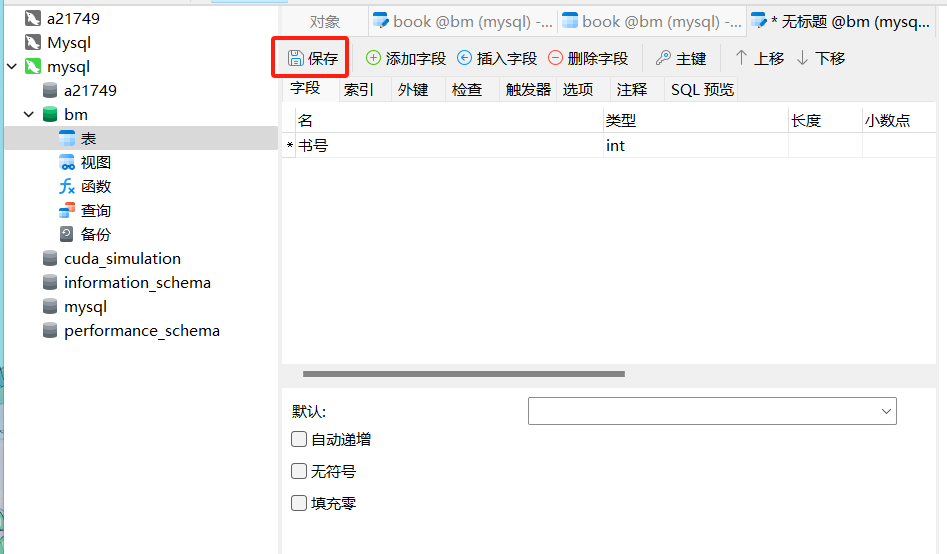 a21749
Mysql
mysql
a21749
bm
表
视图
函数
查询
备份
cuda_simulation
information_schema
mysql
performance_schema
对象
book @bm (mysql) -...
book @bm (mysql) -...
* 无标题 @bm (mysq...
保存
添加字段
插入字段
删除字段
主键
上移
下移
字段
索引
外键
检查
触发器
选项
注释
SQL 预览
名
类型
长度
小数点
* 书号
int
默认:
自动递增
无符号
填充零